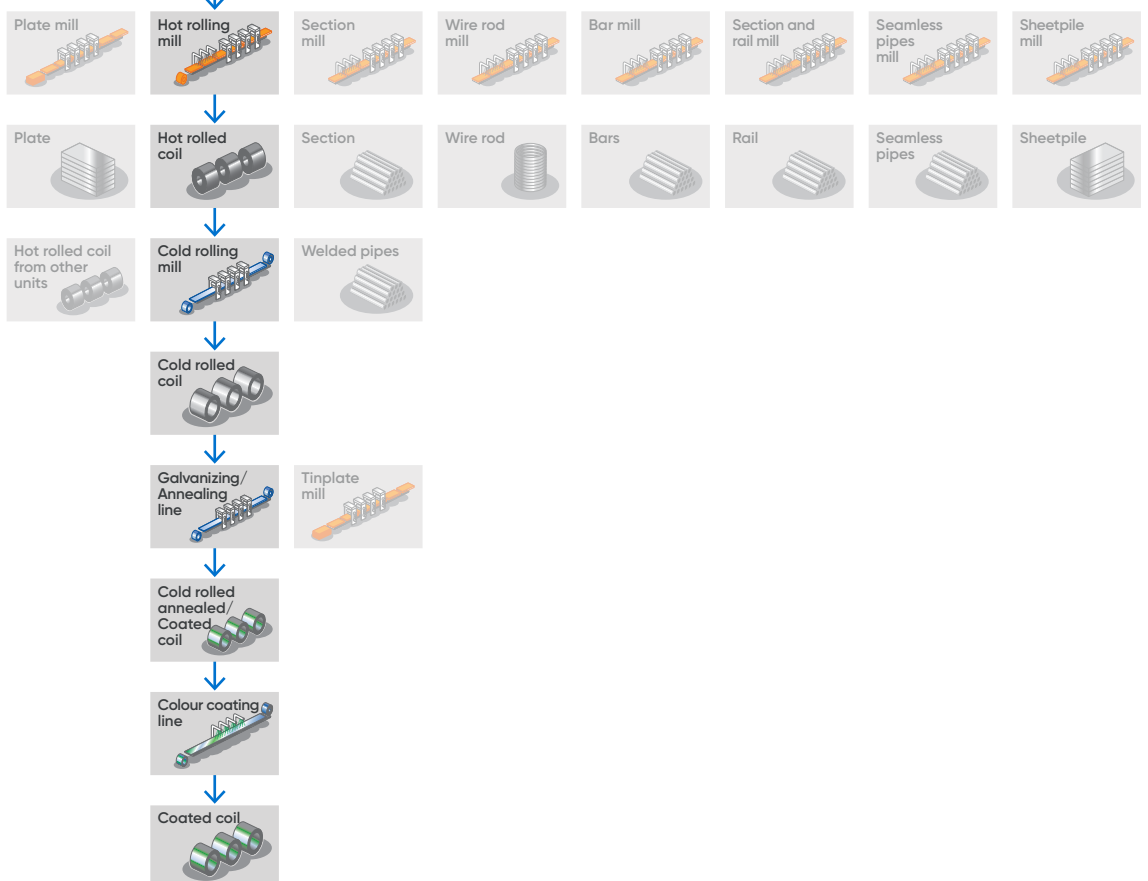 Plate mill
Hot rolling
mill
Section
mill
Wire rod
mill
Bar mill
Section and
rail mill
Seamless
pipes
mill
Sheetpile
mill
Plate
Hot rolled
coil
Section
Wire rod
Bars
Rail
Seamless
pipes
Sheetpile
Hot rolled coil
from other
units
Cold rolling
mill
Welded pipes
Cold rolled
coil
Galvanizing/
Annealing
line
Tinplate
mill
Cold rolled
annealed/
Coated
coil
Colour coating
line
Coated coil